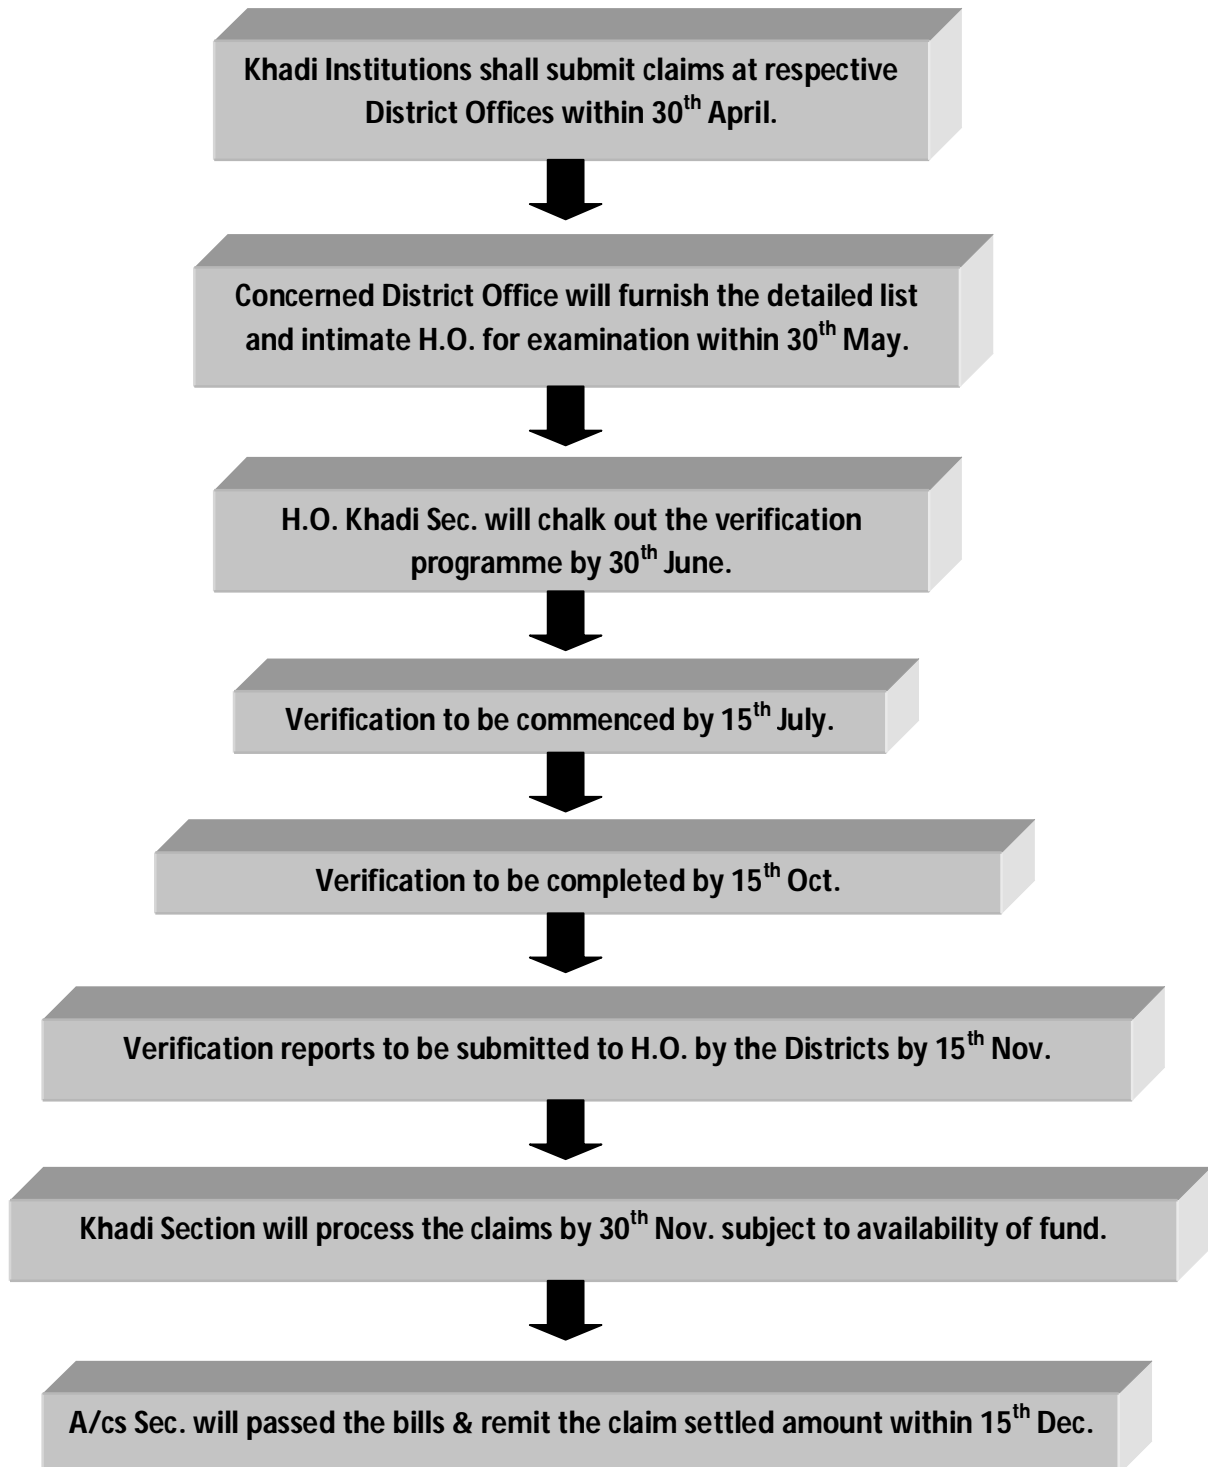 Khadi Institutions shall submit claims at respective
District Offices within 30th April.
Concerned District Office will furnish the detailed list
and intimate H.O. for examination within 30th May.
H.O. Khadi Sec. will chalk out the verification
programme by 30th June.
Verification to be commenced by 15th July.
Verification to be completed by 15th Oct.
Verification reports to be submitted to H.O. by the Districts by 15th Nov.
Khadi Section will process the claims by 30th Nov. subject to availability of fund.
A/cs Sec. will passed the bills & remit the claim settled amount within 15th Dec.